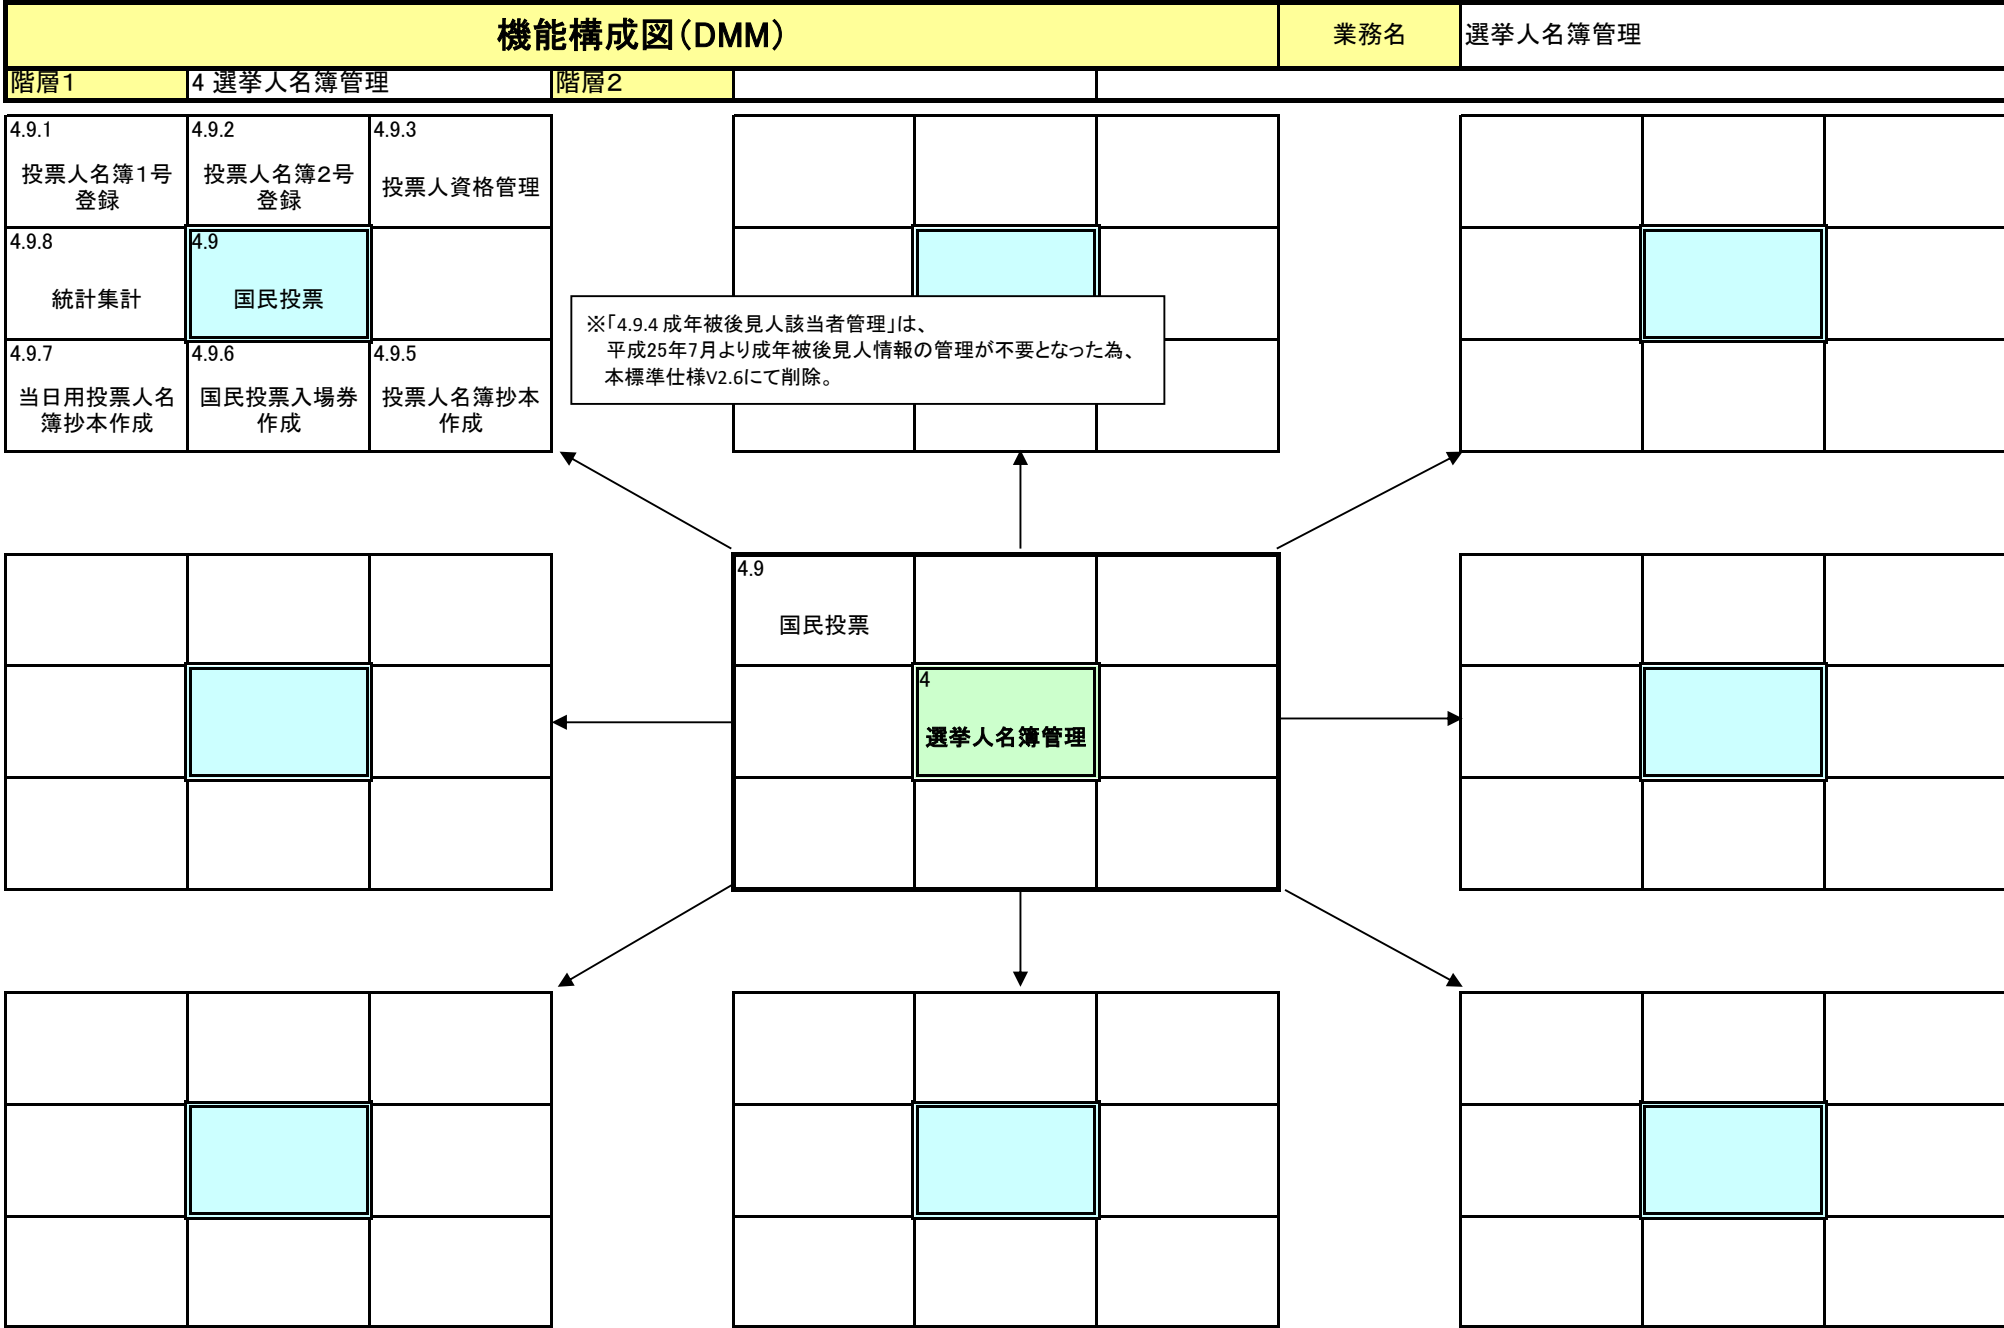 機能構成図(DMM)
業務名
選挙人名簿管理
階層1
4 選挙人名簿管理
階層2
4.9.1
投票人名簿1号
登録
4.9.2
投票人名簿2号
登録
4.9.3
投票人資格管理
4.9.8
統計集計
4.9
国民投票
4.9.7
当日用投票人名
簿抄本作成
4.9.6
国民投票入場券
作成
4.9.5
投票人名簿抄本
作成
※「4.9.4 成年被後見人該当者管理」は、
平成25年7月より成年被後見人情報の管理が不要となった為、
本標準仕様V2.6にて削除。
4.9
国民投票
4
選挙人名簿管理